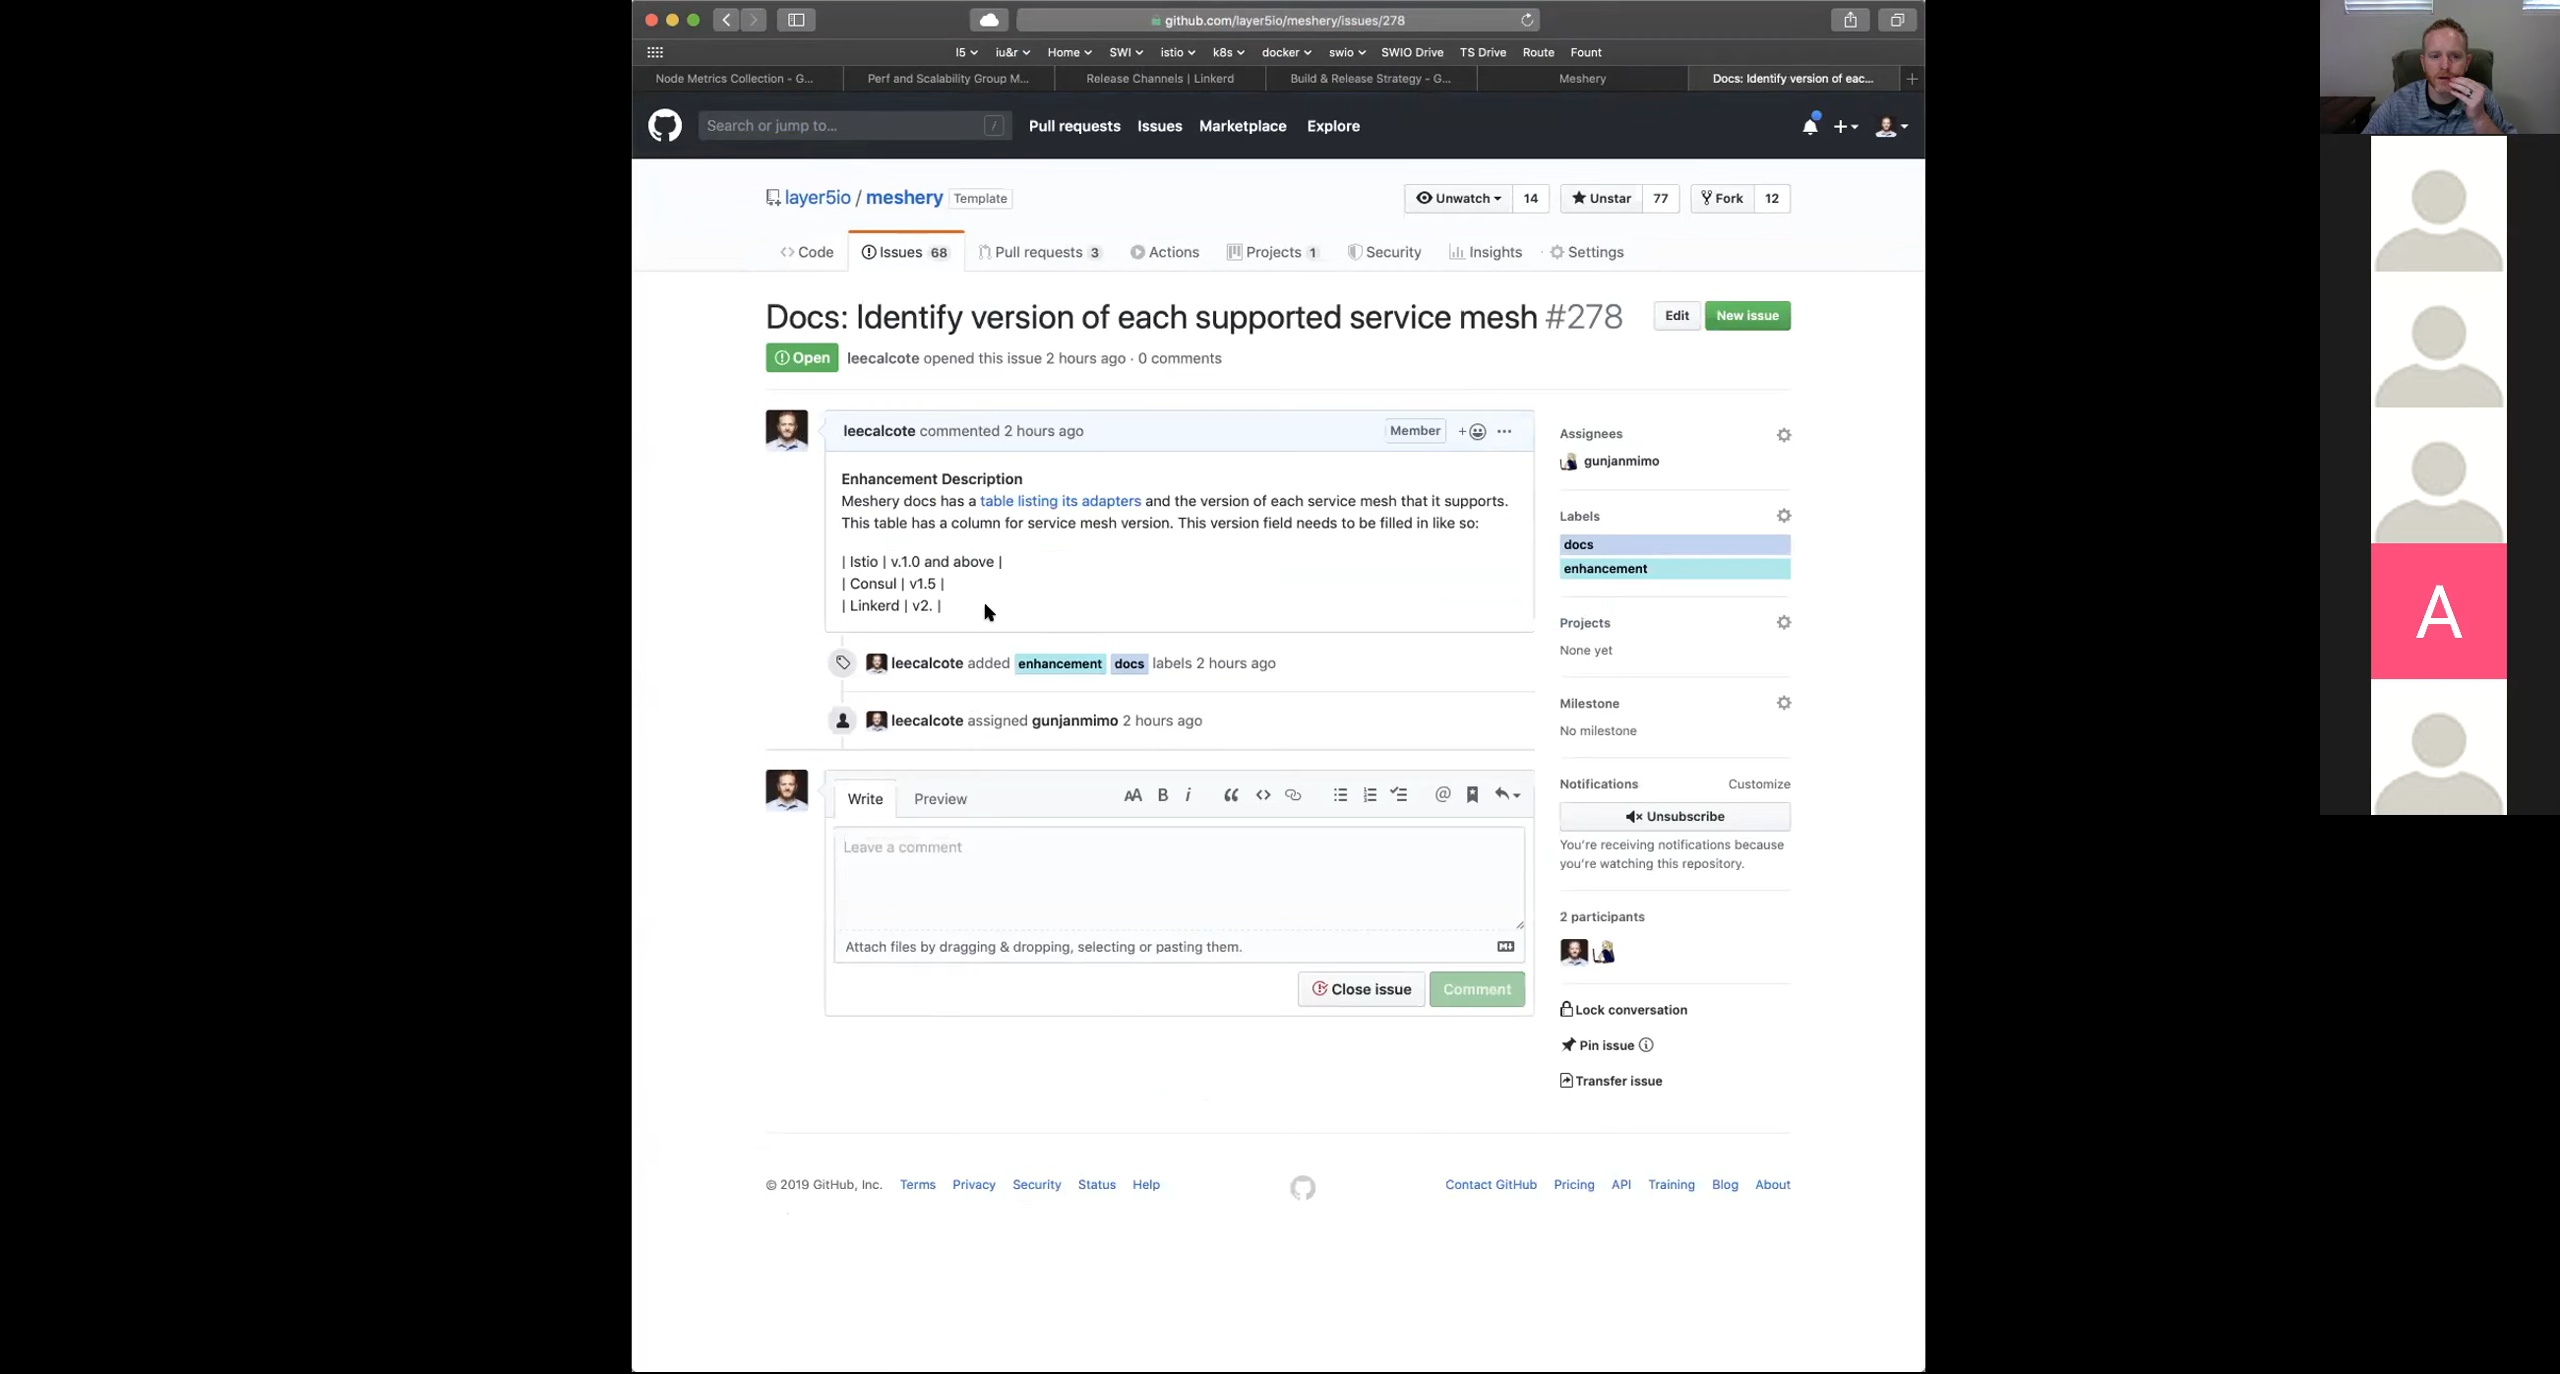 github.com/layer5io/meshery/issues/278
l5 iu&r Home SWI istio k8s docker swio SWIO Drive TS Drive Route Fount
Node Metrics Collection - G...
Perf and Scalability Group M...
Release Channels | Linkerd
Build & Release Strategy - G...
Meshery
Docs: Identify version of eac...
Search or jump to... /
Pull requests Issues Marketplace Explore
layer5io / meshery Template
Unwatch 14 Unstar 77 Fork 12
Code Issues 68 Pull requests 3 Actions Projects 1 Security Insights Settings
Docs: Identify version of each supported service mesh #278
Edit New issue
Open leecalcote opened this issue 2 hours ago · 0 comments
leecalcote commented 2 hours ago Member
Enhancement Description
Meshery docs has a table listing its adapters and the version of each service mesh that it supports.
This table has a column for service mesh version. This version field needs to be filled in like so:
| Istio | v.1.0 and above |
| Consul | v1.5 |
| Linkerd | v2. |
leecalcote added enhancement docs labels 2 hours ago
leecalcote assigned gunjanmimo 2 hours ago
Write Preview AA B i @
Leave a comment
Attach files by dragging & dropping, selecting or pasting them.
Close issue Comment
Assignees
gunjanmimo
Labels
docs
enhancement
Projects
None yet
Milestone
No milestone
Notifications Customize
Unsubscribe
You're receiving notifications because
you're watching this repository.
2 participants
Lock conversation
Pin issue
Transfer issue
© 2019 GitHub, Inc. Terms Privacy Security Status Help
Contact GitHub Pricing API Training Blog About
A